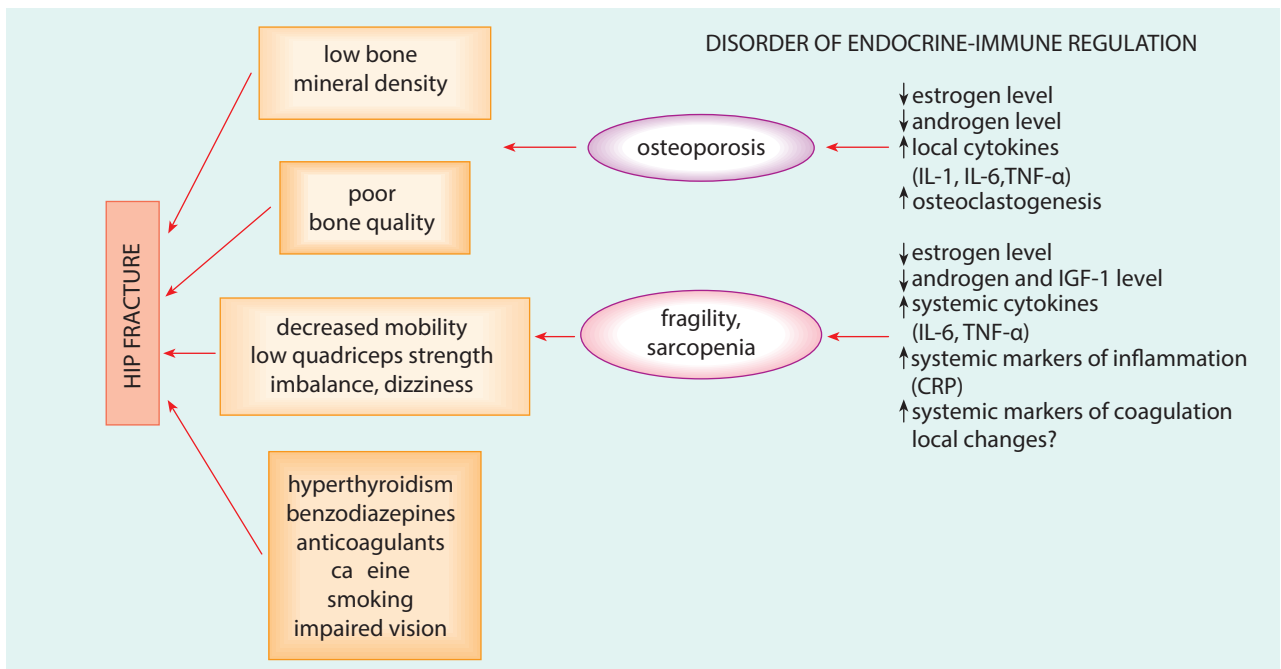 DISORDER OF ENDOCRINE-IMMUNE REGULATION
low bone
mineral density
poor
bone quality
HIP FRACTURE
decreased mobility
low quadriceps strength
imbalance, dizziness
hyperthyroidism
benzodiazepines
anticoagulants
ca eine
smoking
impaired vision
osteoporosis
fragility,
sarcopenia
↓estrogen level
↓androgen level
↑local cytokines
(IL-1, IL-6,TNF-α)
↑osteoclastogenesis
↓estrogen level
↓androgen and IGF-1 level
↑systemic cytokines
(IL-6, TNF-α)
↑systemic markers of inflammation
(CRP)
↑systemic markers of coagulation
local changes?